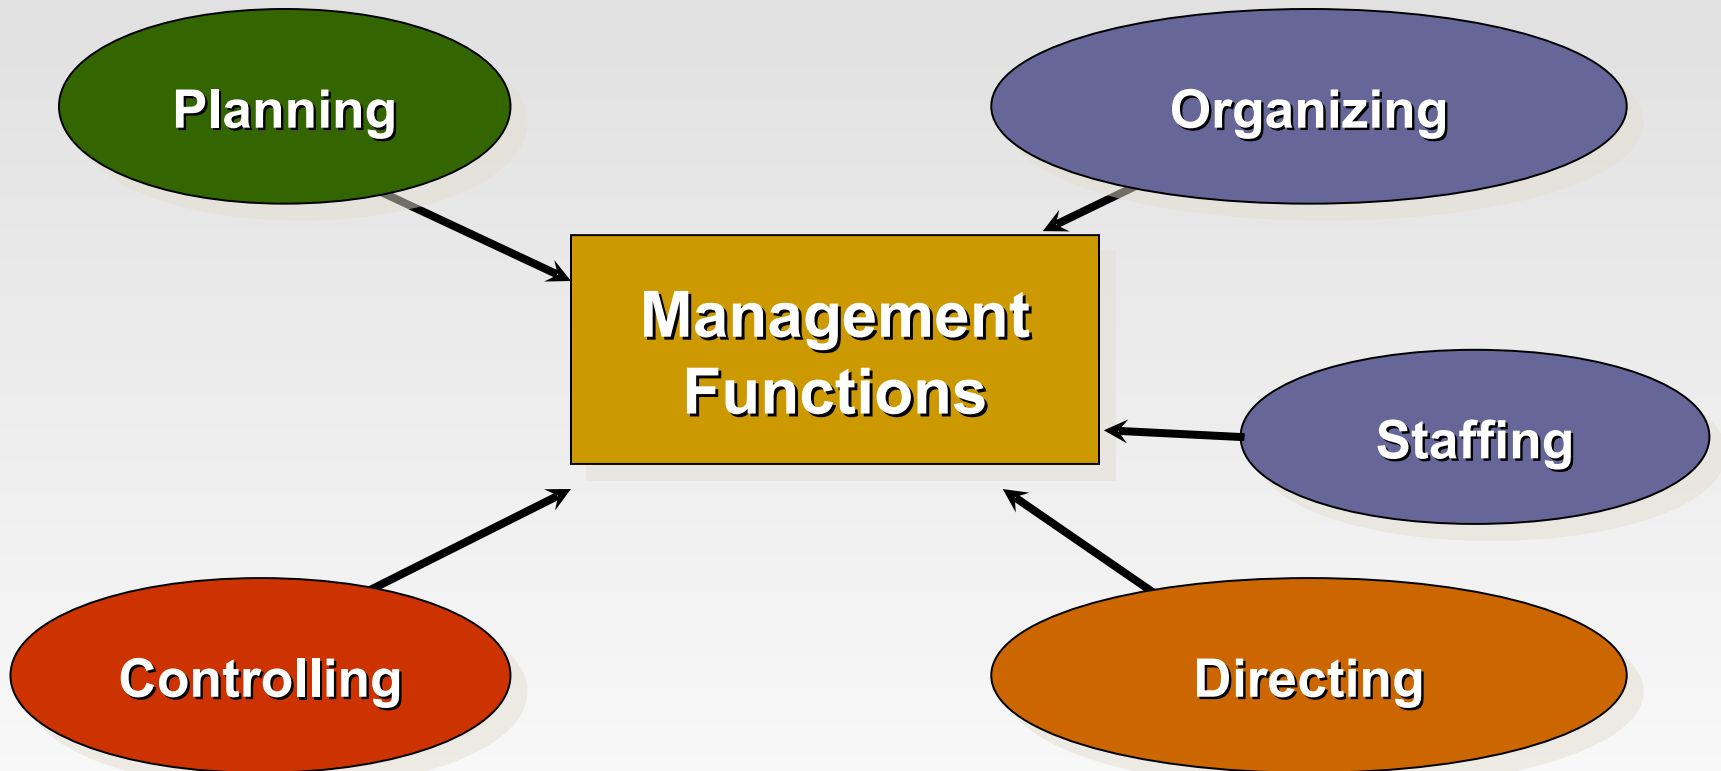 Planning
Organizing
Management
Functions
Staffing
Controlling
Directing